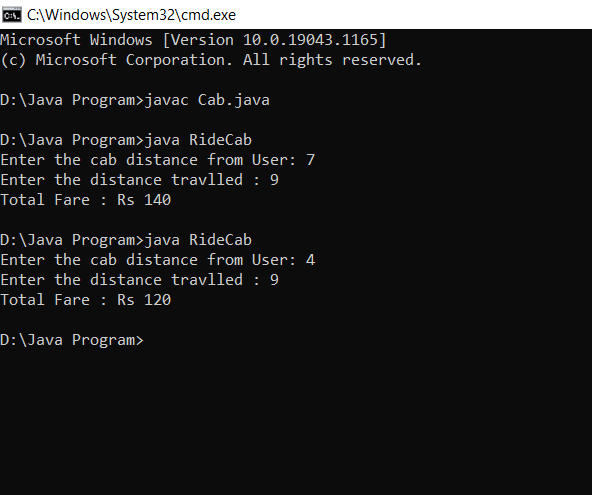 C:\Windows\System32\cmd.exe
Microsoft Windows [Version 10.0.19043.1165]
(c) Microsoft Corporation. All rights reserved.
D:\Java Program>javac Cab.java
D:\Java Program>java RideCab
Enter the cab distance from User: 7
Enter the distance travlled : 9
Total Fare : Rs 140
D:\Java Program>java RideCab
Enter the cab distance from User: 4
Enter the distance travlled : 9
Total Fare : Rs 120
D:\Java Program>